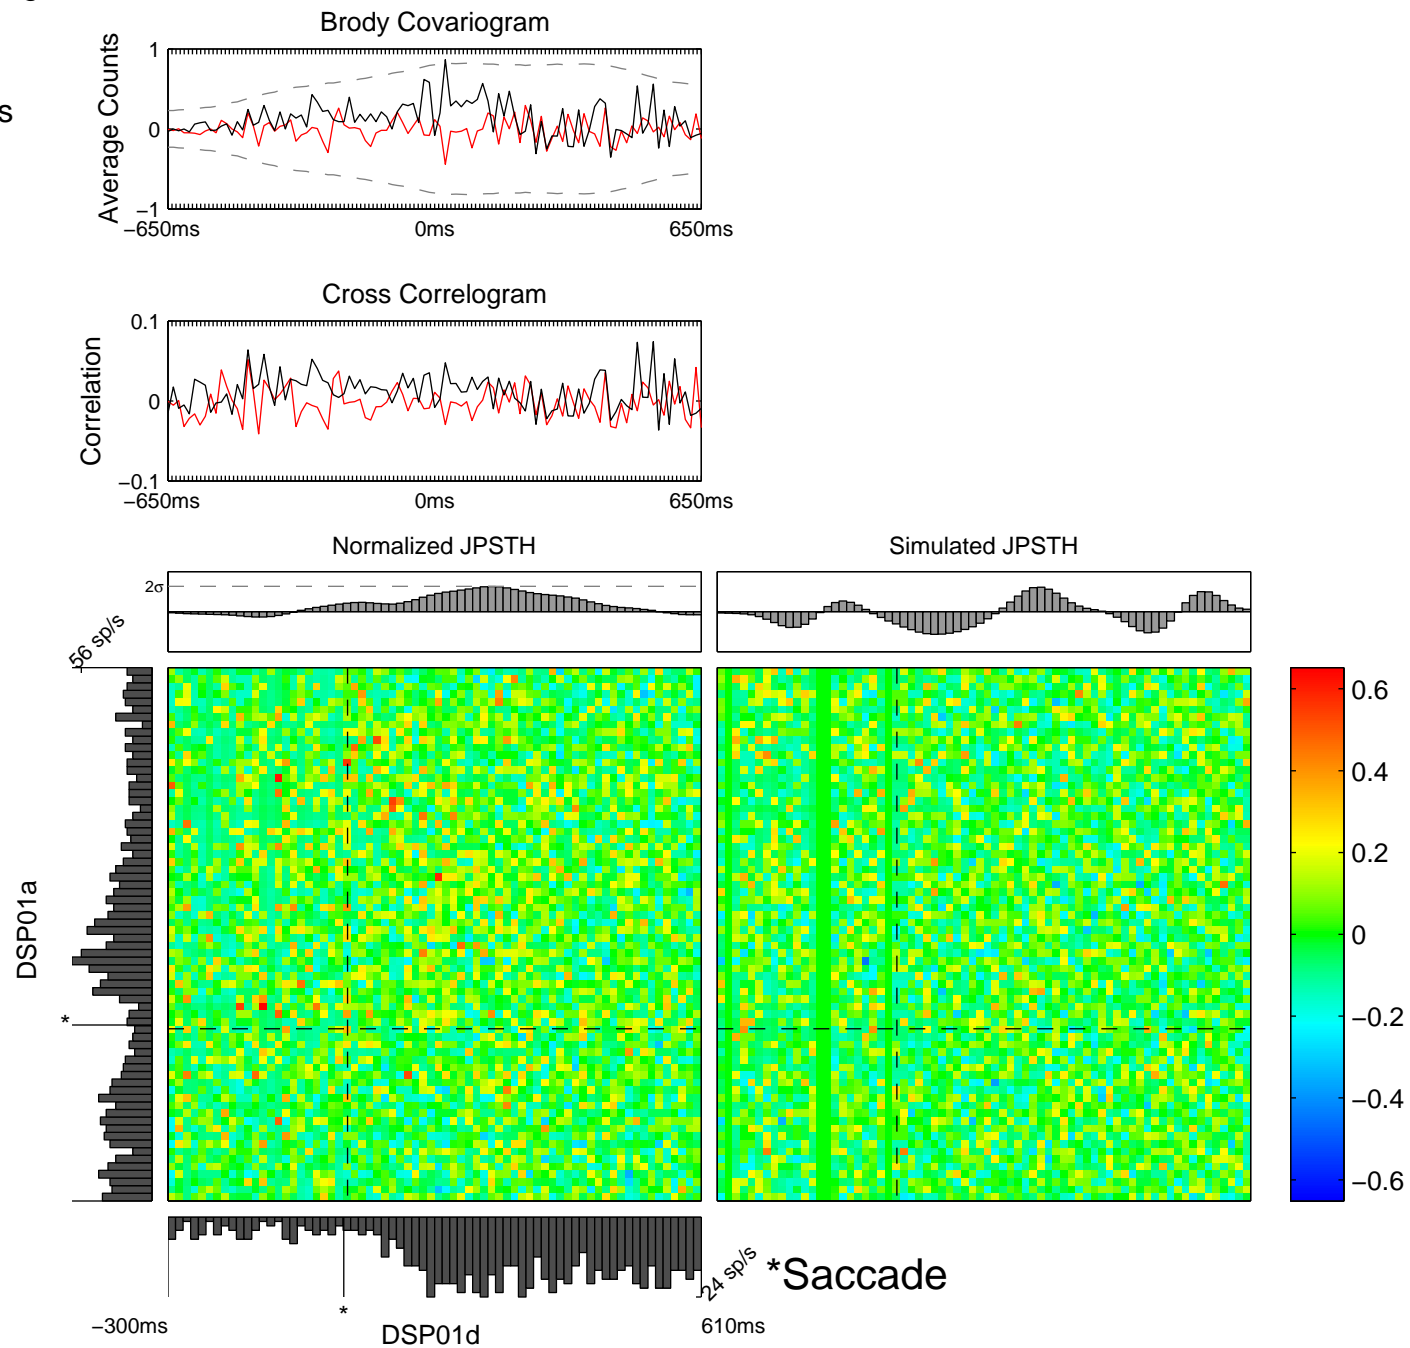 s
Brody Covariogram
Average Counts
1
0
−1
−650ms
0ms
650ms
Cross Correlogram
Correlation
0.1
0
−0.1
−650ms
0ms
650ms
Normalized JPSTH
Simulated JPSTH
2σ
56 sp/s
DSP01a
*
0.6
0.4
0.2
0
−0.2
−0.4
−0.6
24 sp/s
*Saccade
*
−300ms
DSP01d
610ms